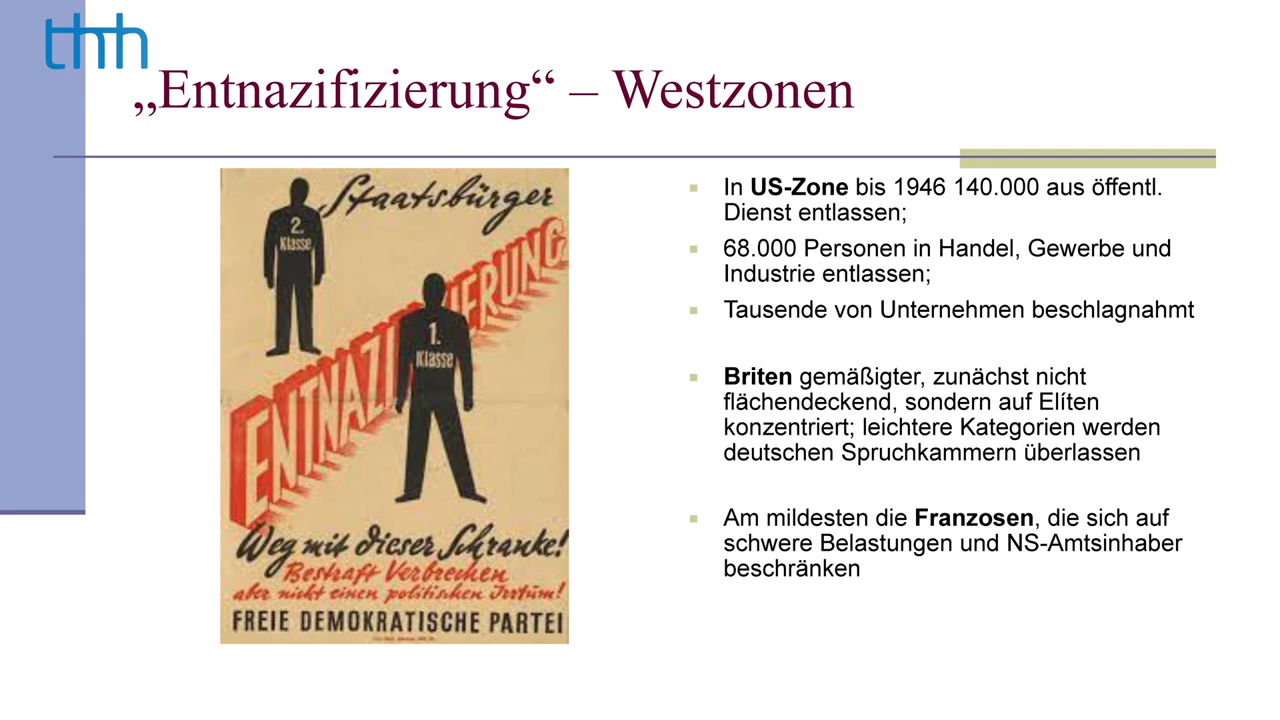 thh
„Entnazifizierung“ – Westzonen
Staatsbürger
2.
Klasse
ENTNAZIFIZIERUNG
1.
Klasse
Weg mit dieser Schranke!
Bestraft Verbrechen
aber nicht einen politischen Irrtum!
FREIE DEMOKRATISCHE PARTEI
In US-Zone bis 1946 140.000 aus öffentl.
Dienst entlassen;
68.000 Personen in Handel, Gewerbe und
Industrie entlassen;
Tausende von Unternehmen beschlagnahmt
Briten gemäßigter, zunächst nicht
flächendeckend, sondern auf Elíten
konzentriert; leichtere Kategorien werden
deutschen Spruchkammern überlassen
Am mildesten die Franzosen, die sich auf
schwere Belastungen und NS-Amtsinhaber
beschränken